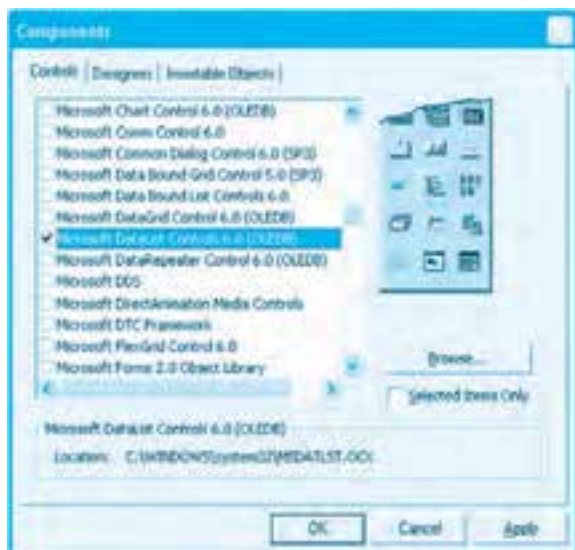 Components
Controls | Designers | Insertable Objects |
Microsoft Chart Control 6.0 (OLEDB)
Microsoft Comm Control 6.0
Microsoft Common Dialog Control 6.0 (SP3)
Microsoft Data Bound Grid Control 5.0 (SP3)
Microsoft Data Bound List Controls 6.0
Microsoft DataGrid Control 6.0 (OLEDB)
Microsoft DataList Controls 6.0 (OLEDB)
Microsoft DataRepeater Control 6.0 (OLEDB)
Microsoft DDS
Microsoft DirectAnimation Media Controls
Microsoft DTC Framework
Microsoft FlexGrid Control 6.0
Microsoft Forms 2.0 Object Library
Browse...
Selected Items Only
Microsoft DataList Controls 6.0 (OLEDB)
Location: C:\WINDOWS\system32\MSDATLST.OCX
OK Cancel Apply